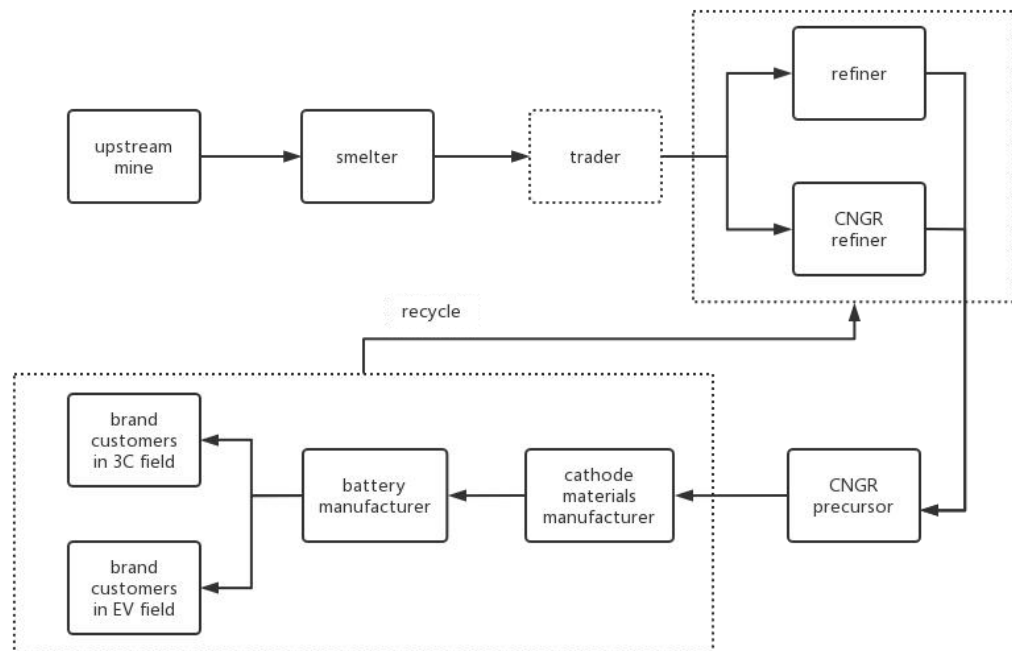 upstream
mine
smelter
trader
refiner
CNGR
refiner
recycle
brand
customers
in 3C field
battery
manufacturer
cathode
materials
manufacturer
CNGR
precursor
brand
customers
in EV field